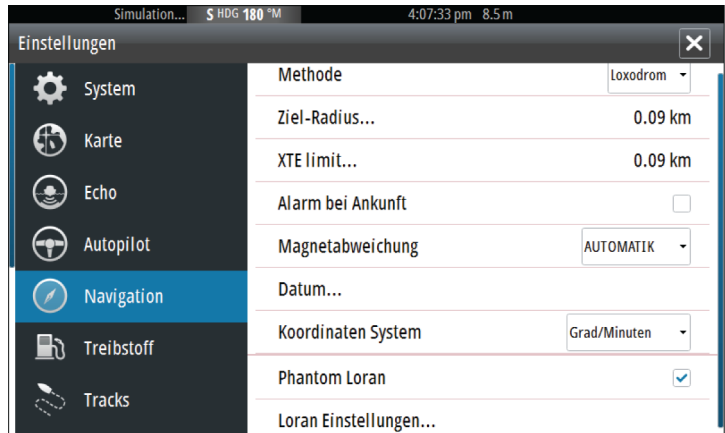 Simulation... S HDG 180 °M 4:07:33 pm 8.5 m
Einstellungen
System
Karte
Echo
Autopilot
Navigation
Treibstoff
Tracks
Methode Loxodrom
Ziel-Radius... 0.09 km
XTE limit... 0.09 km
Alarm bei Ankunft
Magnetabweichung AUTOMATIK
Datum...
Koordinaten System Grad/Minuten
Phantom Loran
Loran Einstellungen...